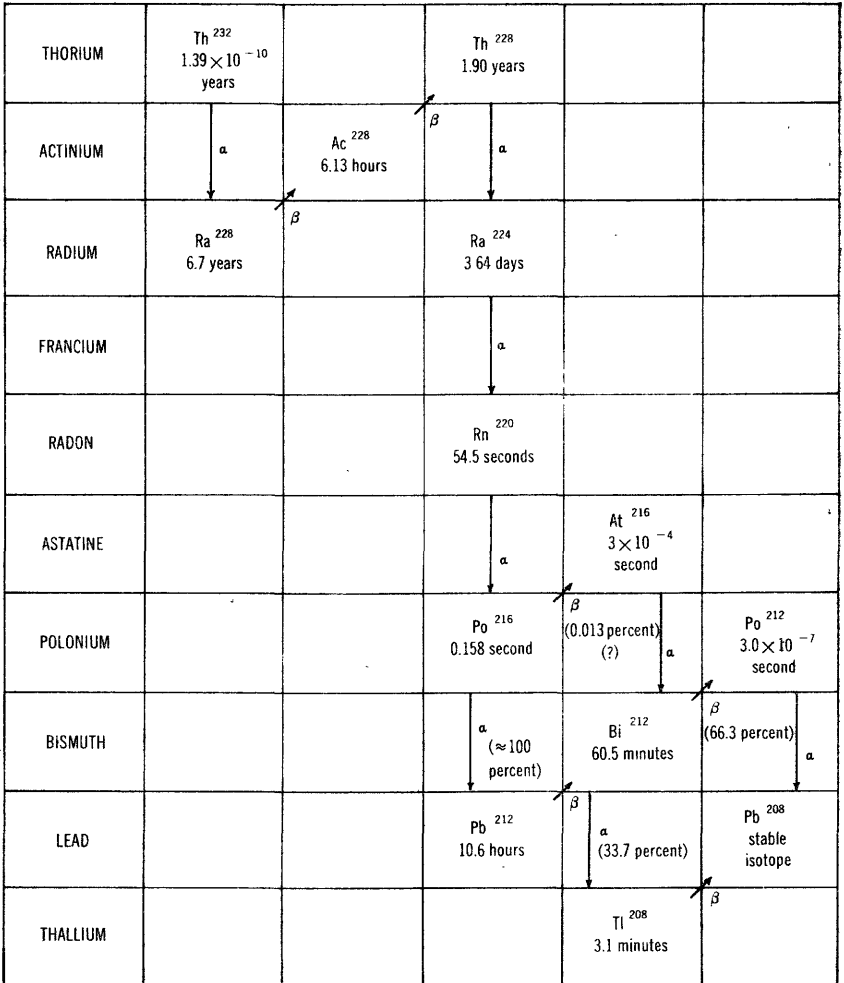 THORIUM
Th 232
1.39 × 10 −10
years
Th 228
1.90 years
β
ACTINIUM
α
Ac 228
6.13 hours
α
β
RADIUM
Ra 228
6.7 years
Ra 224
3 64 days
FRANCIUM
α
RADON
Rn 220
54.5 seconds
ASTATINE
α
At 216
3 × 10 −4
second
β
POLONIUM
Po 216
0.158 second
(0.013 percent)
(?)
α
Po 212
3.0 × 10 −7
second
β
BISMUTH
α
(≈100
percent)
Bi 212
60.5 minutes
(66.3 percent)
α
β
LEAD
Pb 212
10.6 hours
α
(33.7 percent)
Pb 208
stable
isotope
β
THALLIUM
Tl 208
3.1 minutes